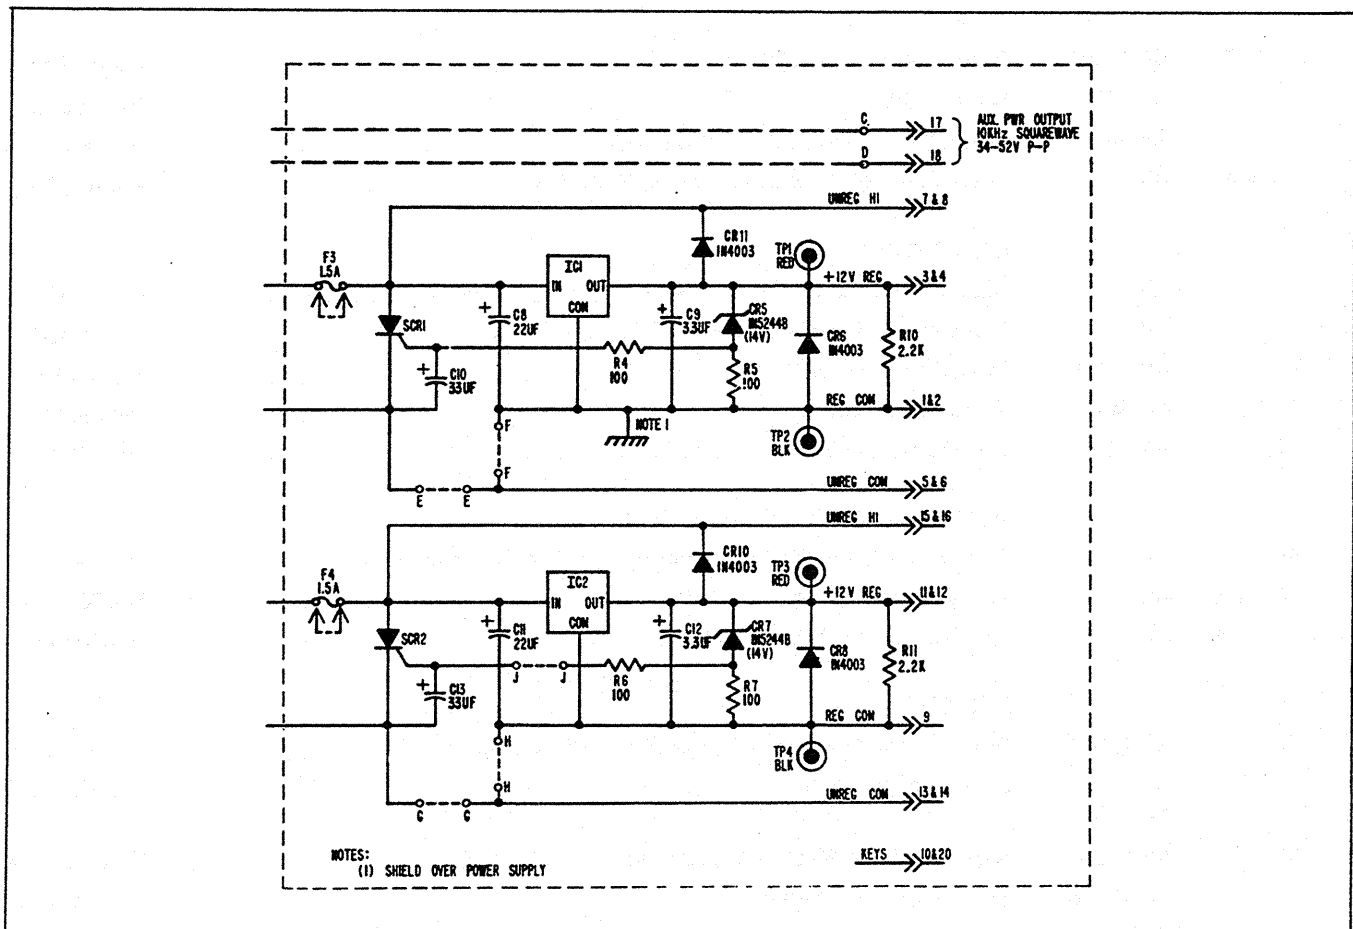 C 17
AUX. PWR OUTPUT
10KHz SQUAREWAVE
34-52V P-P
D 18
UNREG HI 7 & 8
CR11
1N4003
TP1
RED
F3
1.5A
IC1
IN OUT
COM
+12V REG 3&4
SCR1
+ C8
22UF
+ C9
3.3UF
CR5
1N5244B
(14V)
CR6
1N4003
R10
2.2K
+ C10
33UF
R4
100
R5
100
REG COM 1&2
F
NOTE 1
TP2
BLK
F
E E
UNREG COM 5 & 6
UNREG HI 15 & 16
CR10
1N4003
TP3
RED
F4
1.5A
IC2
IN OUT
COM
+12V REG 11&12
SCR2
+ C11
22UF
+ C12
3.3UF
CR7
1N5244B
(14V)
CR8
1N4003
R11
2.2K
+ C13
33UF
J J
R6
100
R7
100
REG COM 9
H
TP4
BLK
H
G G
UNREG COM 13 & 14
NOTES:
(1) SHIELD OVER POWER SUPPLY
KEYS 10&20